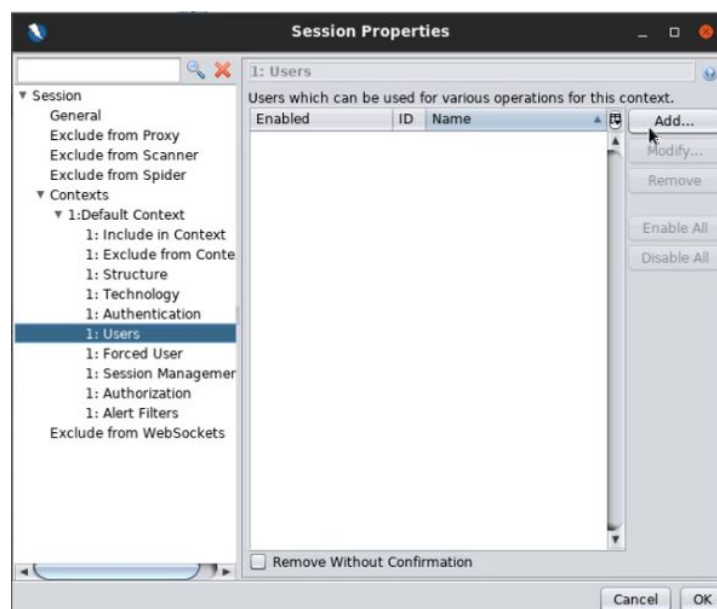 Session Properties
1: Users
Users which can be used for various operations for this context.
Session
General
Exclude from Proxy
Exclude from Scanner
Exclude from Spider
Contexts
1:Default Context
1: Include in Context
1: Exclude from Conte
1: Structure
1: Technology
1: Authentication
1: Users
1: Forced User
1: Session Managemer
1: Authorization
1: Alert Filters
Exclude from WebSockets
Enabled ID Name
Add...
Modify...
Remove
Enable All
Disable All
Remove Without Confirmation
Cancel OK